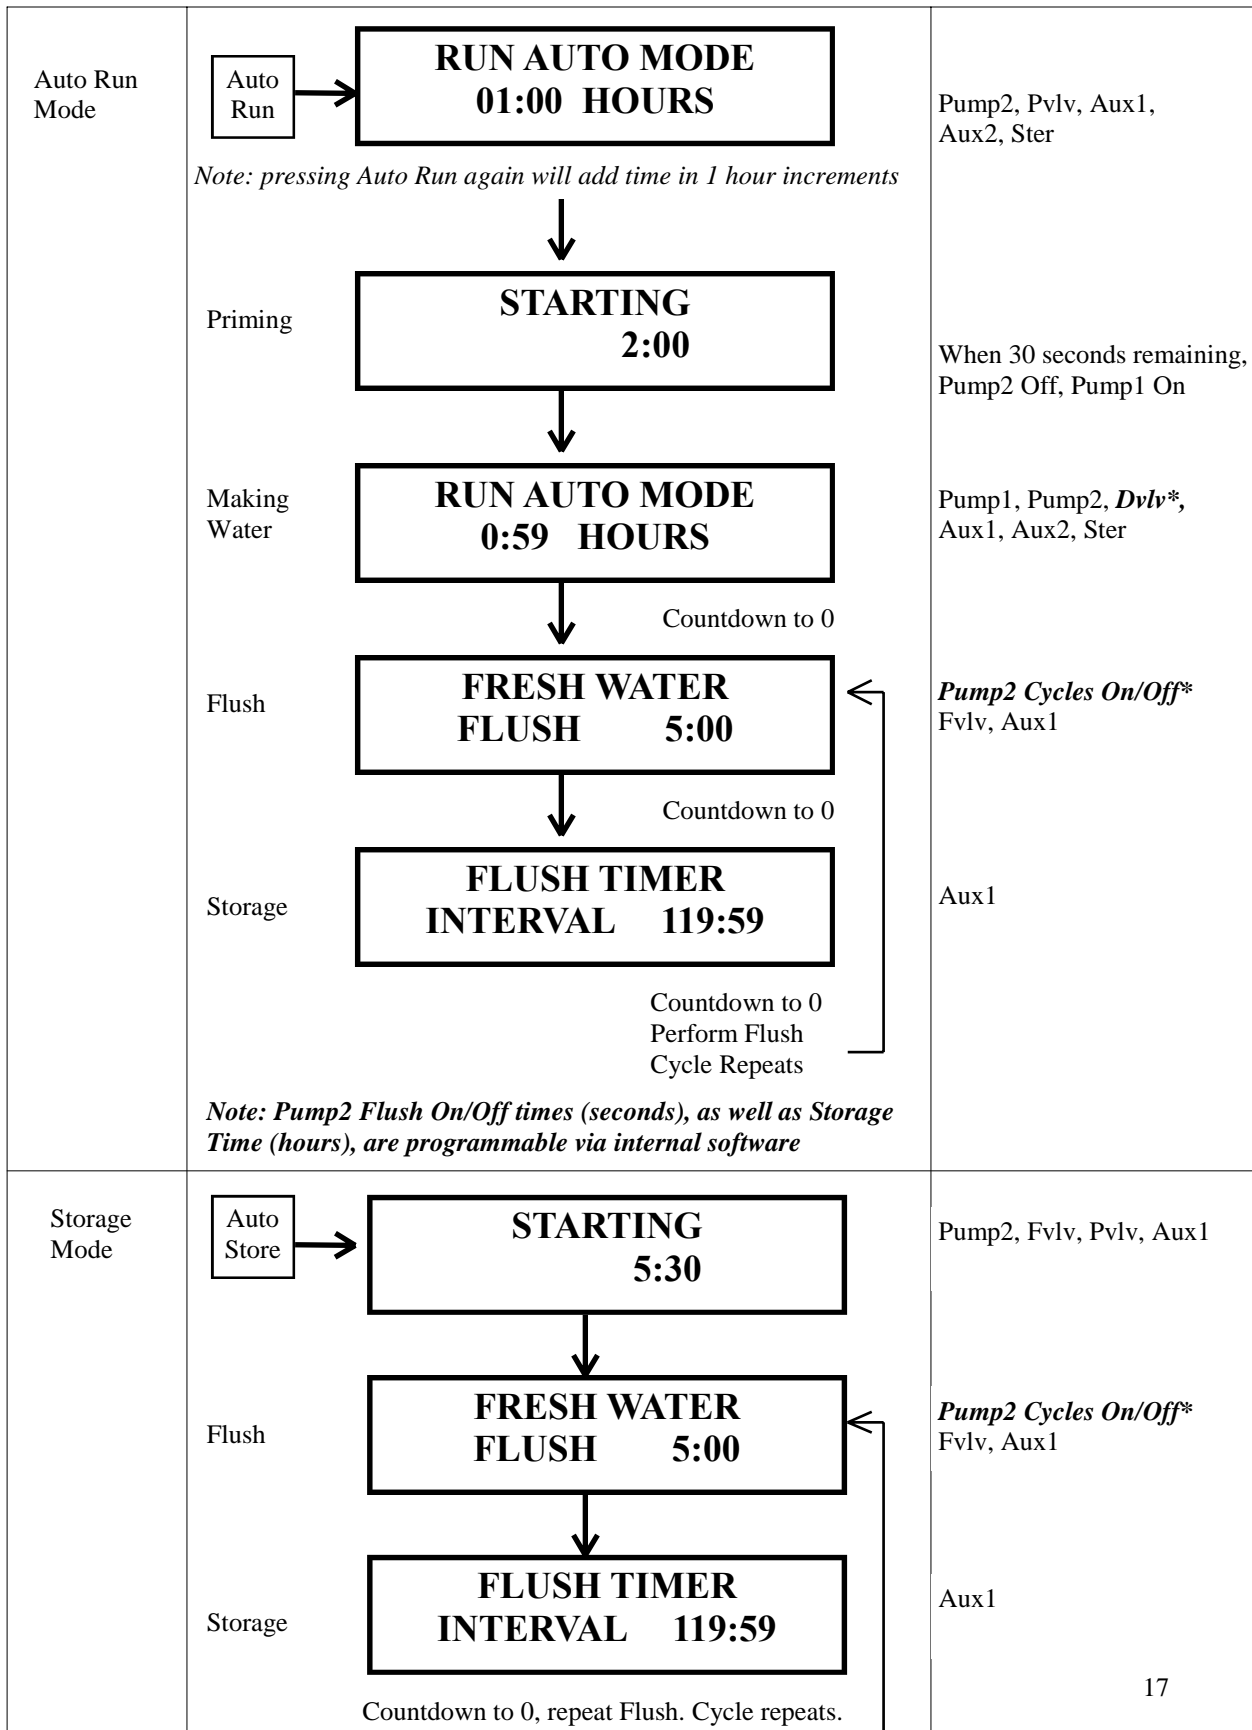 Auto Run
Mode
Auto
Run
RUN AUTO MODE
01:00 HOURS
Pump2, Pvlv, Aux1,
Aux2, Ster
Note: pressing Auto Run again will add time in 1 hour increments
Priming
STARTING
2:00
When 30 seconds remaining,
Pump2 Off, Pump1 On
Making
Water
RUN AUTO MODE
0:59 HOURS
Pump1, Pump2, Dvlv*,
Aux1, Aux2, Ster
Countdown to 0
Flush
FRESH WATER
FLUSH 5:00
Pump2 Cycles On/Off*
Fvlv, Aux1
Countdown to 0
Storage
FLUSH TIMER
INTERVAL 119:59
Aux1
Countdown to 0
Perform Flush
Cycle Repeats
Note: Pump2 Flush On/Off times (seconds), as well as Storage
Time (hours), are programmable via internal software
Storage
Mode
Auto
Store
STARTING
5:30
Pump2, Fvlv, Pvlv, Aux1
Flush
FRESH WATER
FLUSH 5:00
Pump2 Cycles On/Off*
Fvlv, Aux1
Storage
FLUSH TIMER
INTERVAL 119:59
Aux1
Countdown to 0, repeat Flush. Cycle repeats.
17